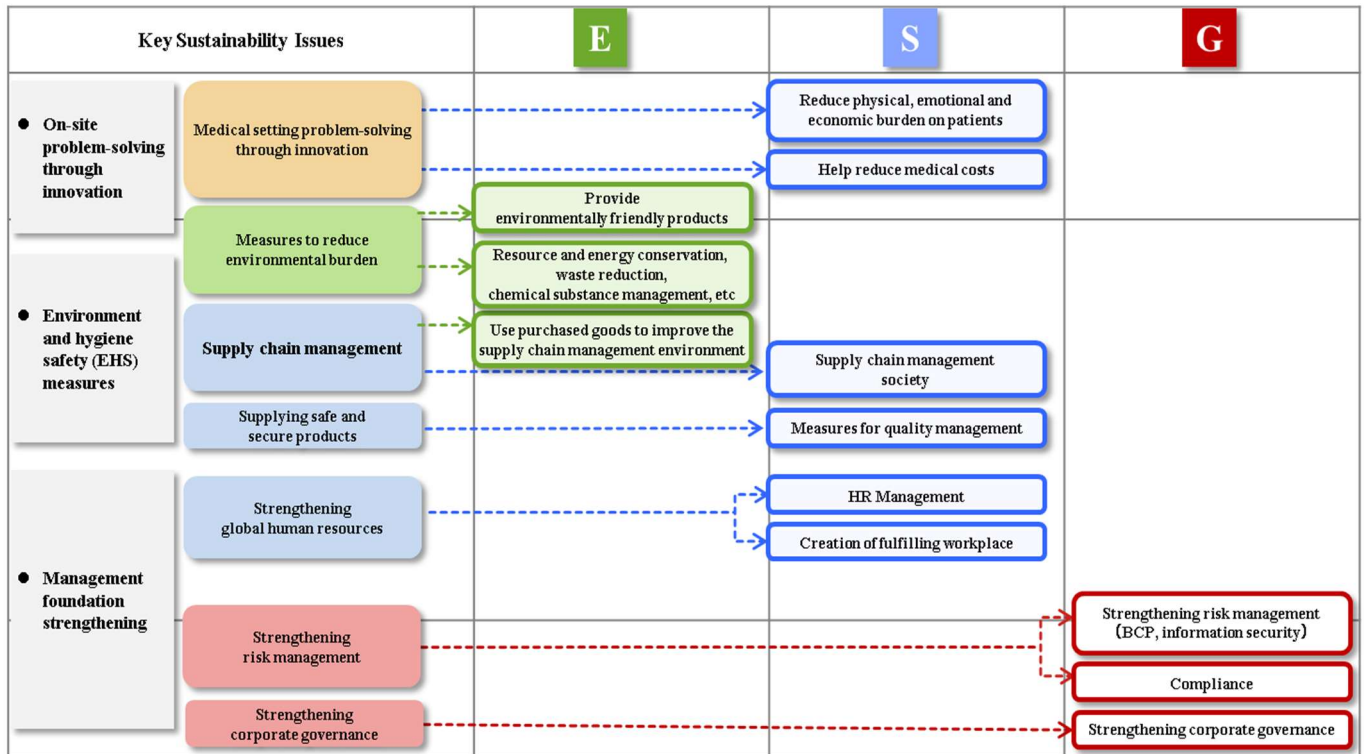 Key Sustainability Issues
E
S
G
● On-site
problem-solving
through
innovation
Medical setting problem-solving
through innovation
Reduce physical, emotional and
economic burden on patients
Help reduce medical costs
Measures to reduce
environmental burden
Provide
environmentally friendly products
Resource and energy conservation,
waste reduction,
chemical substance management, etc
● Environment
and hygiene
safety (EHS)
measures
Supply chain management
Use purchased goods to improve the
supply chain management environment
Supply chain management
society
Supplying safe and
secure products
Measures for quality management
● Management
foundation
strengthening
Strengthening
global human resources
HR Management
Creation of fulfilling workplace
Strengthening
risk management
Strengthening risk management
(BCP, information security)
Compliance
Strengthening
corporate governance
Strengthening corporate governance